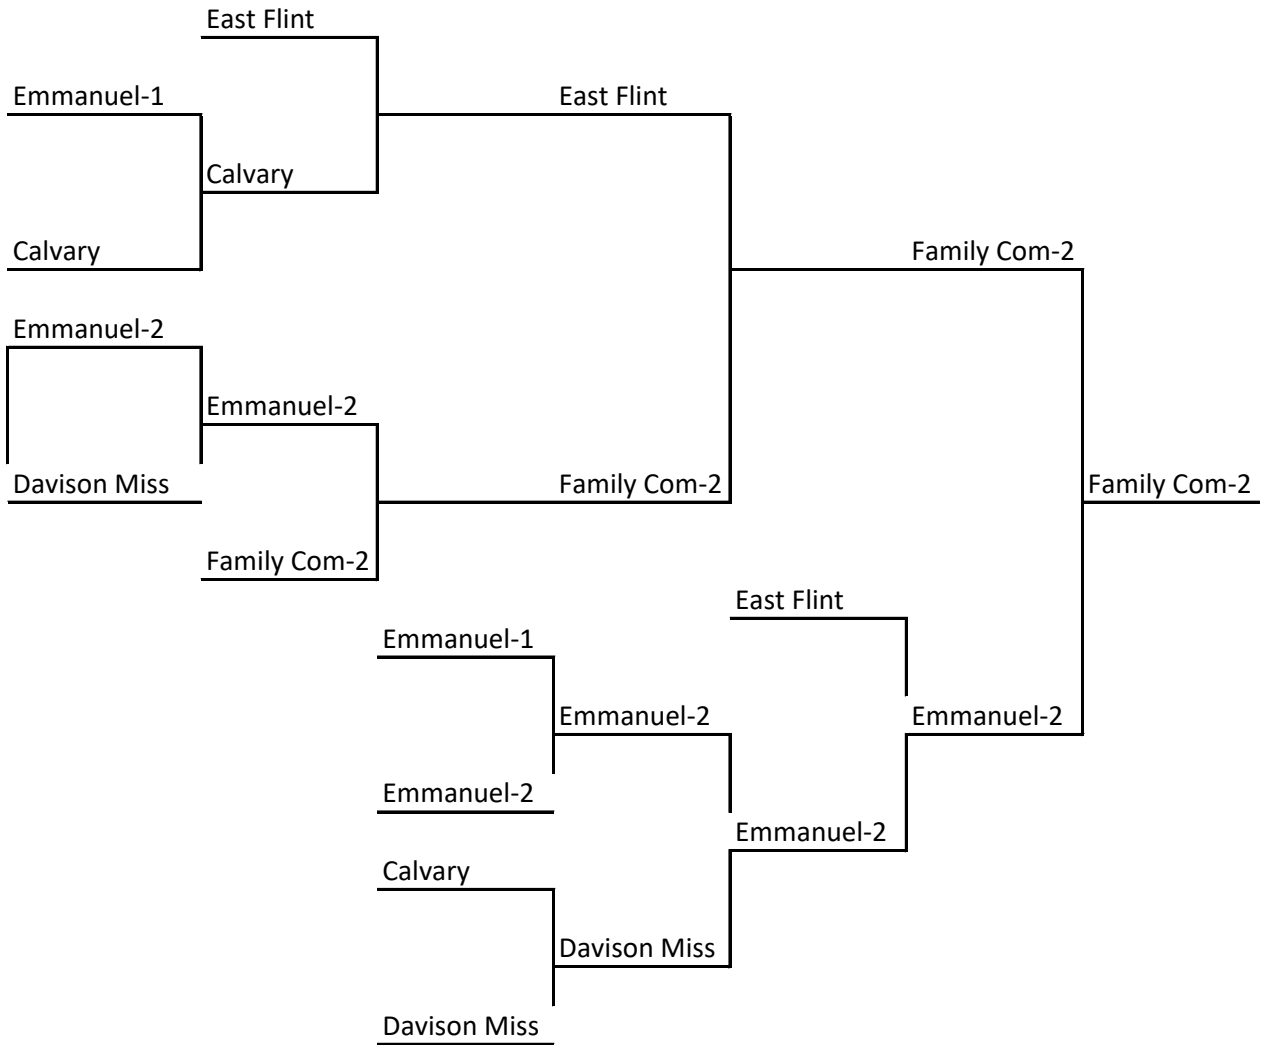 East Flint
Emmanuel-1
East Flint
Calvary
Calvary
Family Com-2
Emmanuel-2
Emmanuel-2
Davison Miss
Family Com-2
Family Com-2
Family Com-2
East Flint
Emmanuel-1
Emmanuel-2
Emmanuel-2
Emmanuel-2
Emmanuel-2
Calvary
Davison Miss
Davison Miss